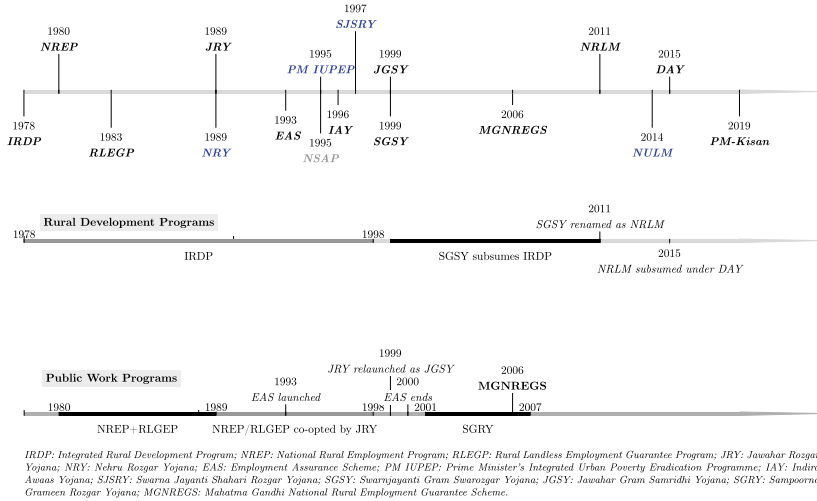 1997
SJSRY
1980 1989 2011
NREP JRY NRLM
1995 1999 2015
PM IUPEP JGSY DAY
1978 1983 1989 1993 1996 1999 2006 2014 2019
IRDP RLEGP NRY EAS IAY SGSY MGNREGS NULM PM-Kisan
1995
NSAP
2011
Rural Development Programs SGSY renamed as NRLM
1978 1998
IRDP SGSY subsumes IRDP 2015
NRLM subsumed under DAY
1999
JRY relaunched as JGSY
Public Work Programs 1993 2000 2006
MGNREGS
EAS launched EAS ends
1980 1989 1998 2001 2007
NREP+RLGEP NREP/RLGEP co-opted by JRY SGRY
IRDP: Integrated Rural Development Program; NREP: National Rural Employment Program; RLEGP: Rural Landless Employment Guarantee Program; JRY: Jawahar Rozgar
Yojana; NRY: Nehru Rozgar Yojana; EAS: Employment Assurance Scheme; PM IUPEP: Prime Minister's Integrated Urban Poverty Eradication Programme; IAY: Indira
Awaas Yojana; SJSRY: Swarna Jayanti Shahari Rozgar Yojana; SGSY: Swarnjayanti Gram Swarozgar Yojana; JGSY: Jawahar Gram Samridhi Yojana; SGRY: Sampoorna
Grameen Rozgar Yojana; MGNREGS: Mahatma Gandhi National Rural Employment Guarantee Scheme.